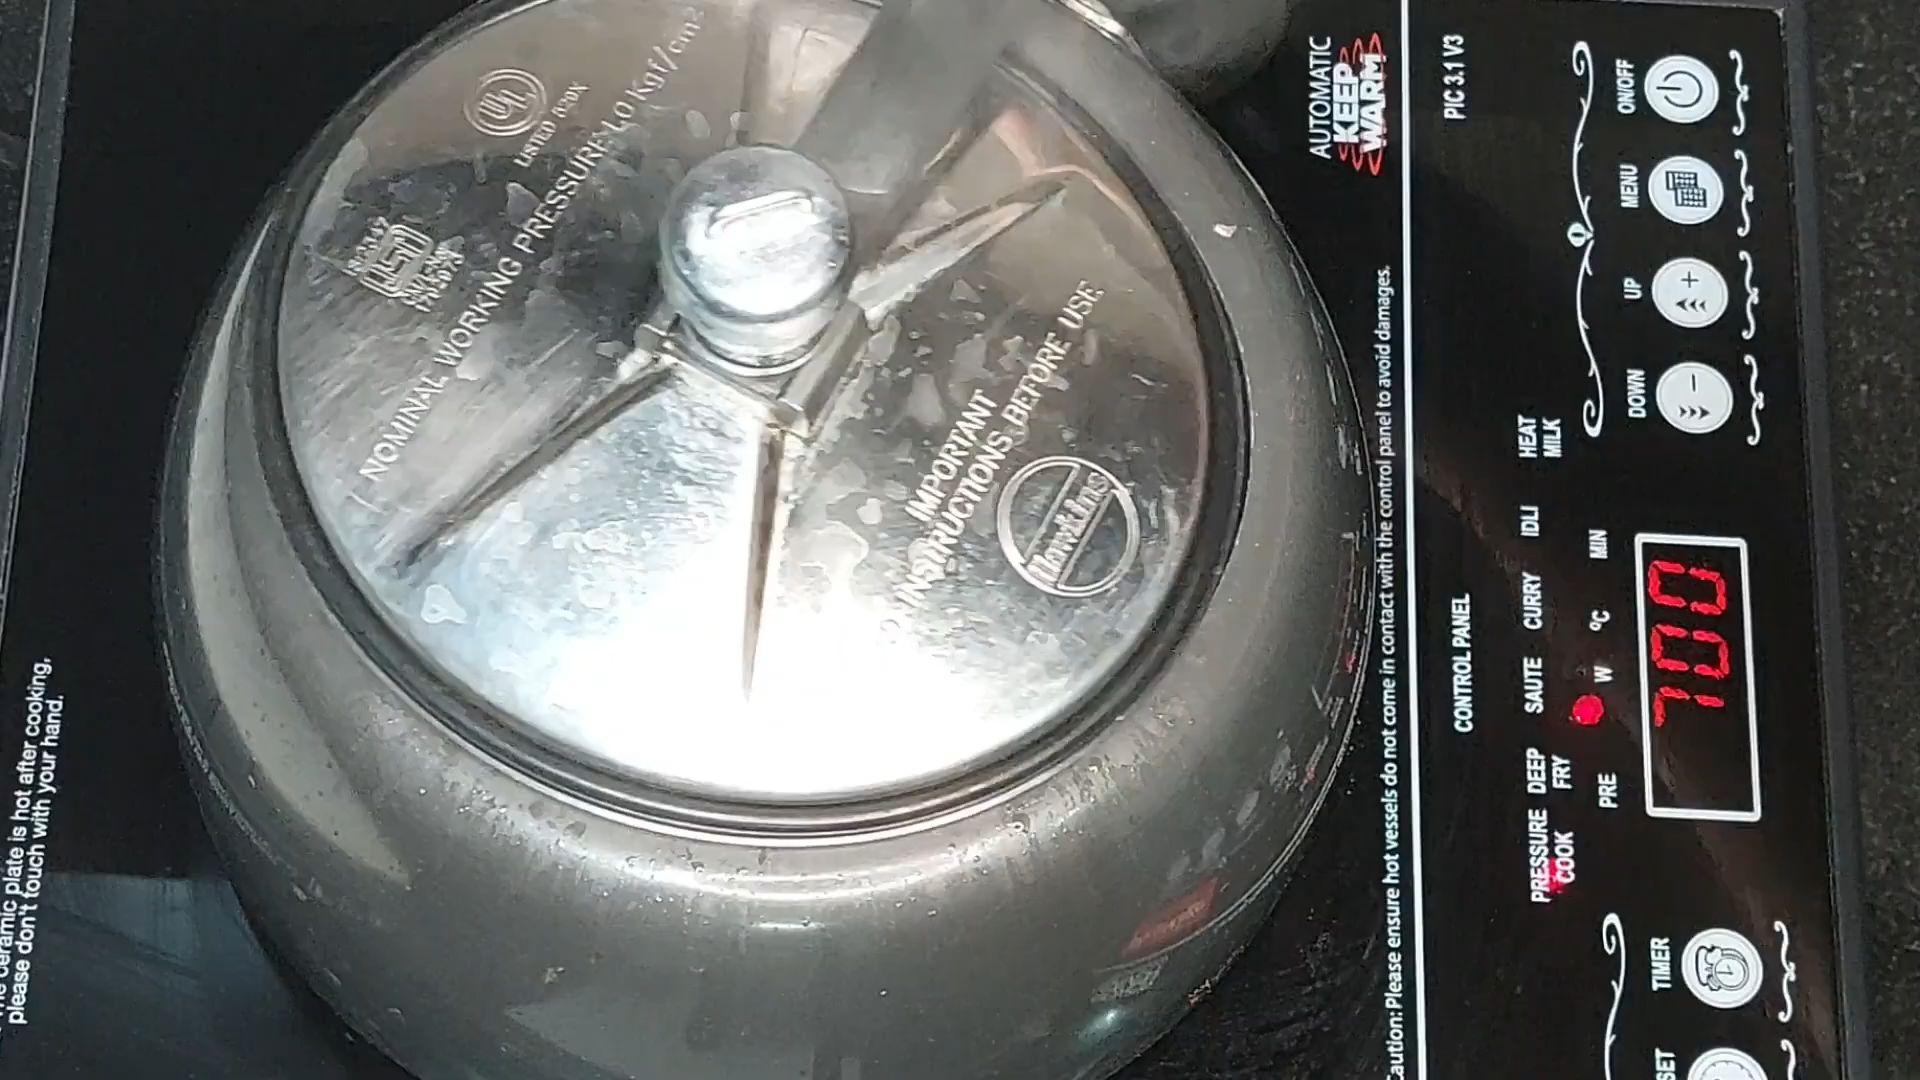 AUTOMATIC
KEEP
WARM
PIC 3.1 V3
ON/OFF
MENU
UP
DOWN
Caution: Please ensure hot vessels do not come in contact with the control panel to avoid damages.
CONTROL PANEL
PRESSURE COOK
DEEP FRY
SAUTE
CURRY
IDLI
HEAT MILK
PRE
W
°C
MIN
700
TIMER
SET
ceramic plate is hot after cooking,
please don't touch with your hand.
UL
LISTED
NOMINAL WORKING PRESSURE: 1.0 Kgf/cm²
IMPORTANT
INSTRUCTIONS BEFORE USE
Hawkins